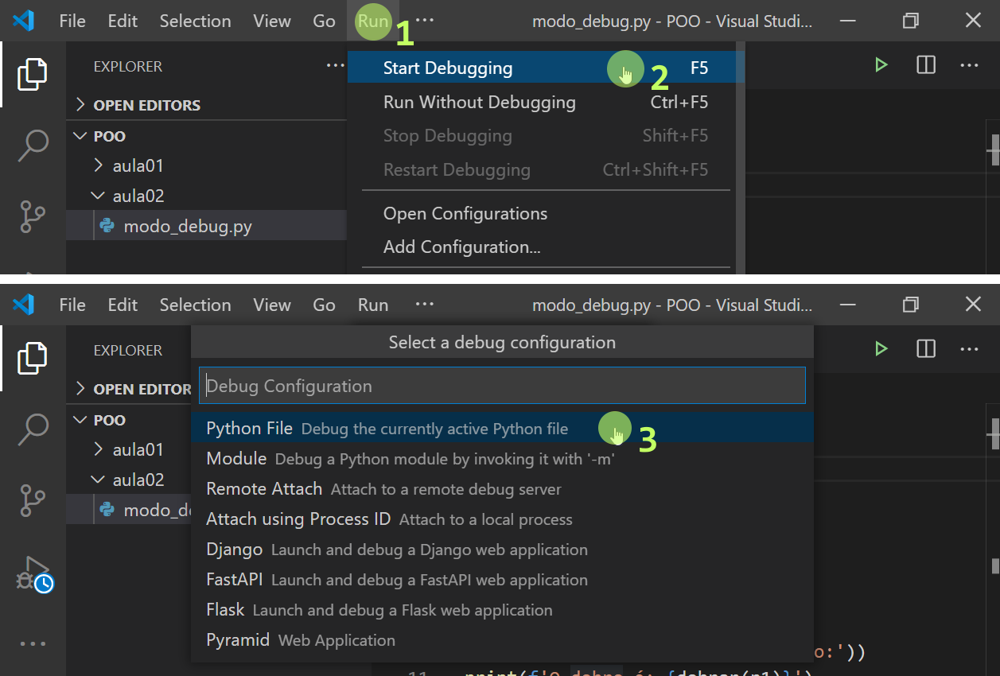 File Edit Selection View Go Run 1 ··· modo_debug.py - POO - Visual Studi...
EXPLORER ···
Start Debugging 2 F5
OPEN EDITORS
Run Without Debugging Ctrl+F5
POO
Stop Debugging Shift+F5
aula01
Restart Debugging Ctrl+Shift+F5
aula02
Open Configurations
modo_debug.py
Add Configuration...
File Edit Selection View Go Run ··· modo_debug.py - POO - Visual Studi...
Select a debug configuration
EXPLORER
Debug Configuration
OPEN EDITOR
POO
Python File Debug the currently active Python file 3
aula01
Module Debug a Python module by invoking it with '-m'
aula02
Remote Attach Attach to a remote debug server
modo_de
Attach using Process ID Attach to a local process
Django Launch and debug a Django web application
FastAPI Launch and debug a FastAPI web application
Flask Launch and debug a Flask web application
Pyramid Web Application
o:'))
11 print(f'O dobro é: {dobrar(n1)}')